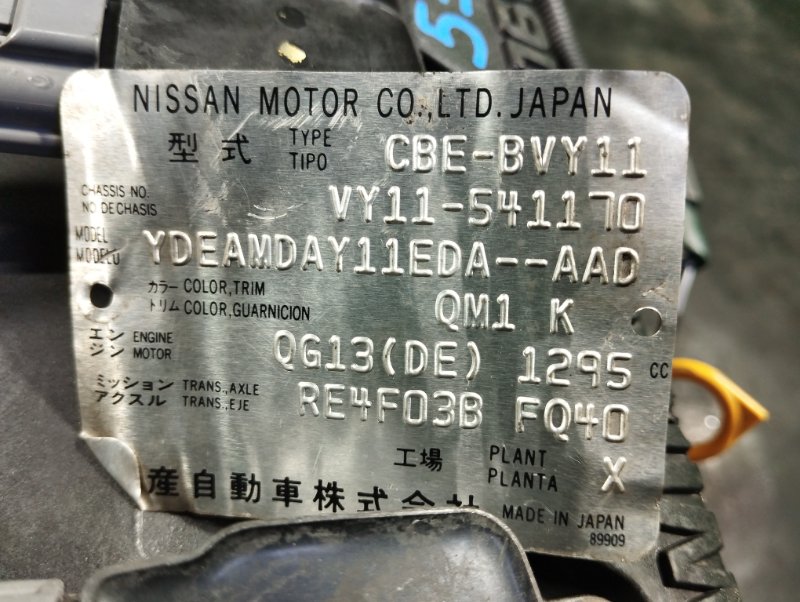 NISSAN MOTOR CO.,LTD. JAPAN
型式 TYPE TIPO CBE-BVY11
CHASSIS NO. NO DE CHASIS VY11-541170
MODEL MODELO YDEAMDAY11EDA--AAD
カラー COLOR,TRIM
トリム COLOR,GUARNICION QM1 K
エンジン ENGINE MOTOR QG13(DE) 1295 CC
ミッション TRANS.,AXLE
アクスル TRANS.,EJE RE4F03B FQ40
工場 PLANT PLANTA X
産自動車株式会社
MADE IN JAPAN
89909